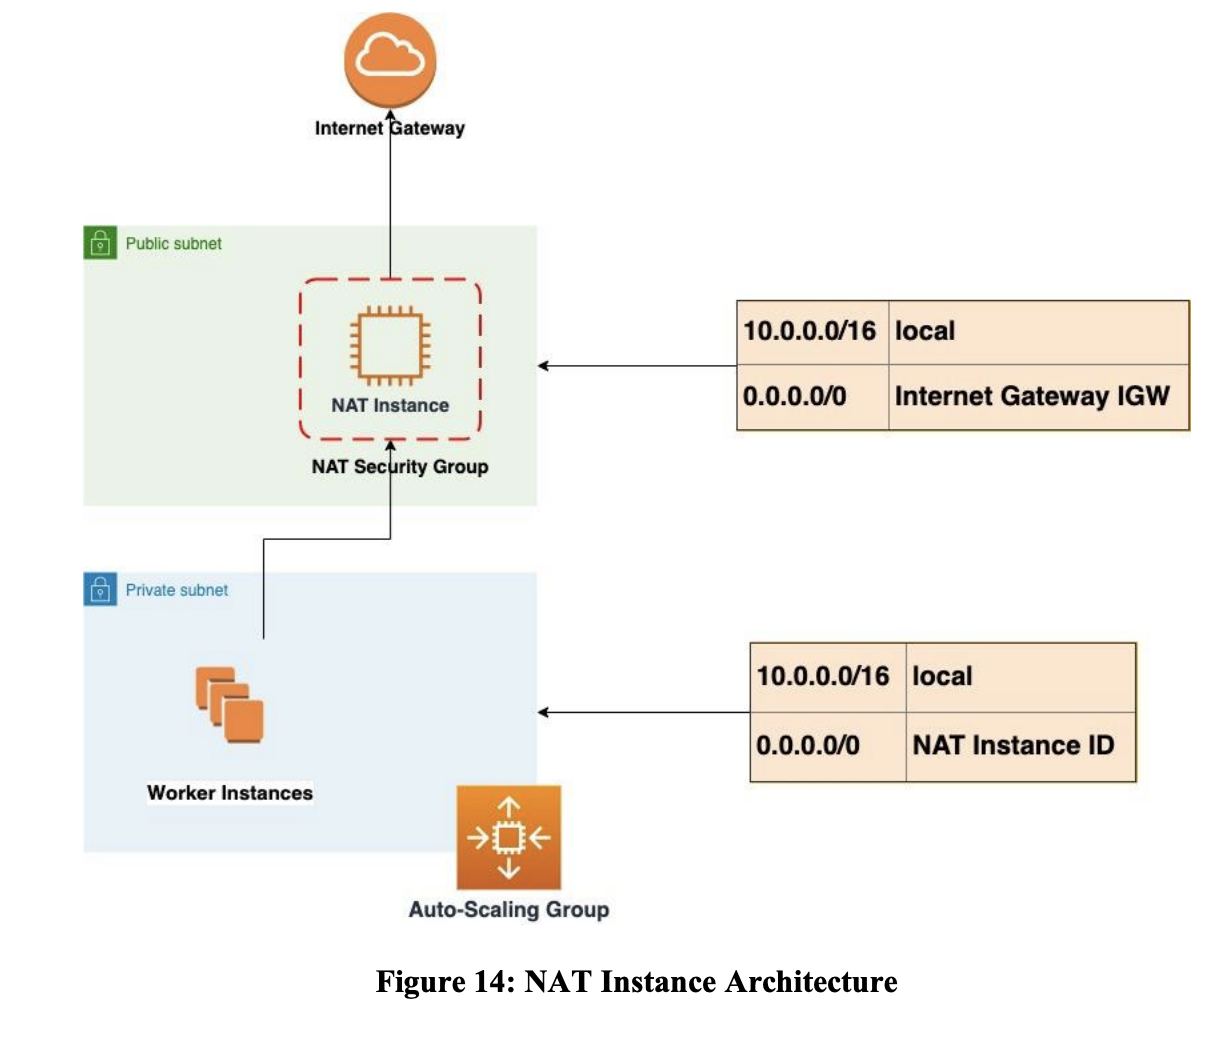 Internet Gateway
Public subnet
NAT Instance
NAT Security Group
10.0.0.0/16 local
0.0.0.0/0 Internet Gateway IGW
Private subnet
Worker Instances
10.0.0.0/16 local
0.0.0.0/0 NAT Instance ID
Auto-Scaling Group
Figure 14: NAT Instance Architecture